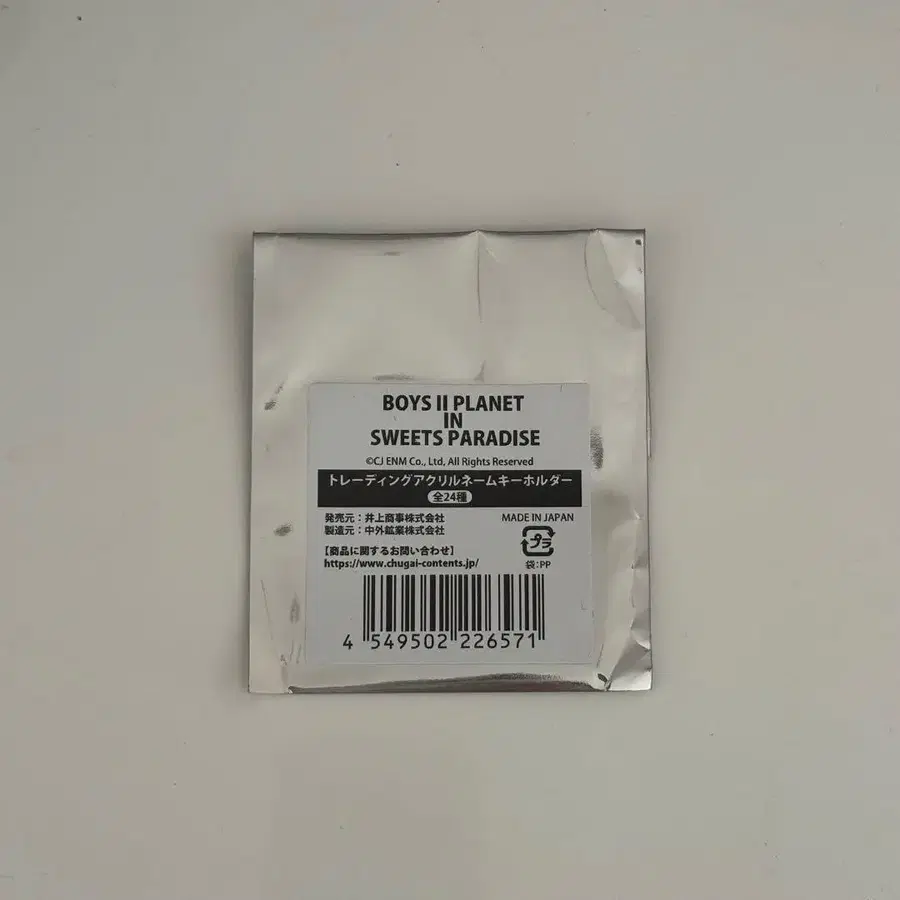 BOYS II PLANET
IN
SWEETS PARADISE
©CJ ENM Co., Ltd, All Rights Reserved
トレーディングアクリルネームキーホルダー
全24種
発売元:井上商事株式会社
MADE IN JAPAN
製造元:中外鉱業株式会社
プラ
【商品に関するお問い合わせ】
https://www.chugai-contents.jp/
袋:PP
4 549502 226571